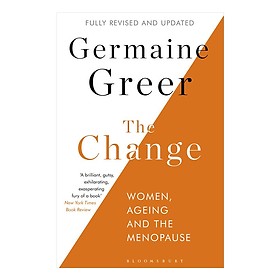 FULLY REVISED AND UPDATED
Germaine
Greer
The
Change
'A brilliant, gutsy,
exhilarating,
exasperating
fury of a book'
New York Times
Book Review
WOMEN,
AGEING
AND THE
MENOPAUSE
BLOOMSBURY